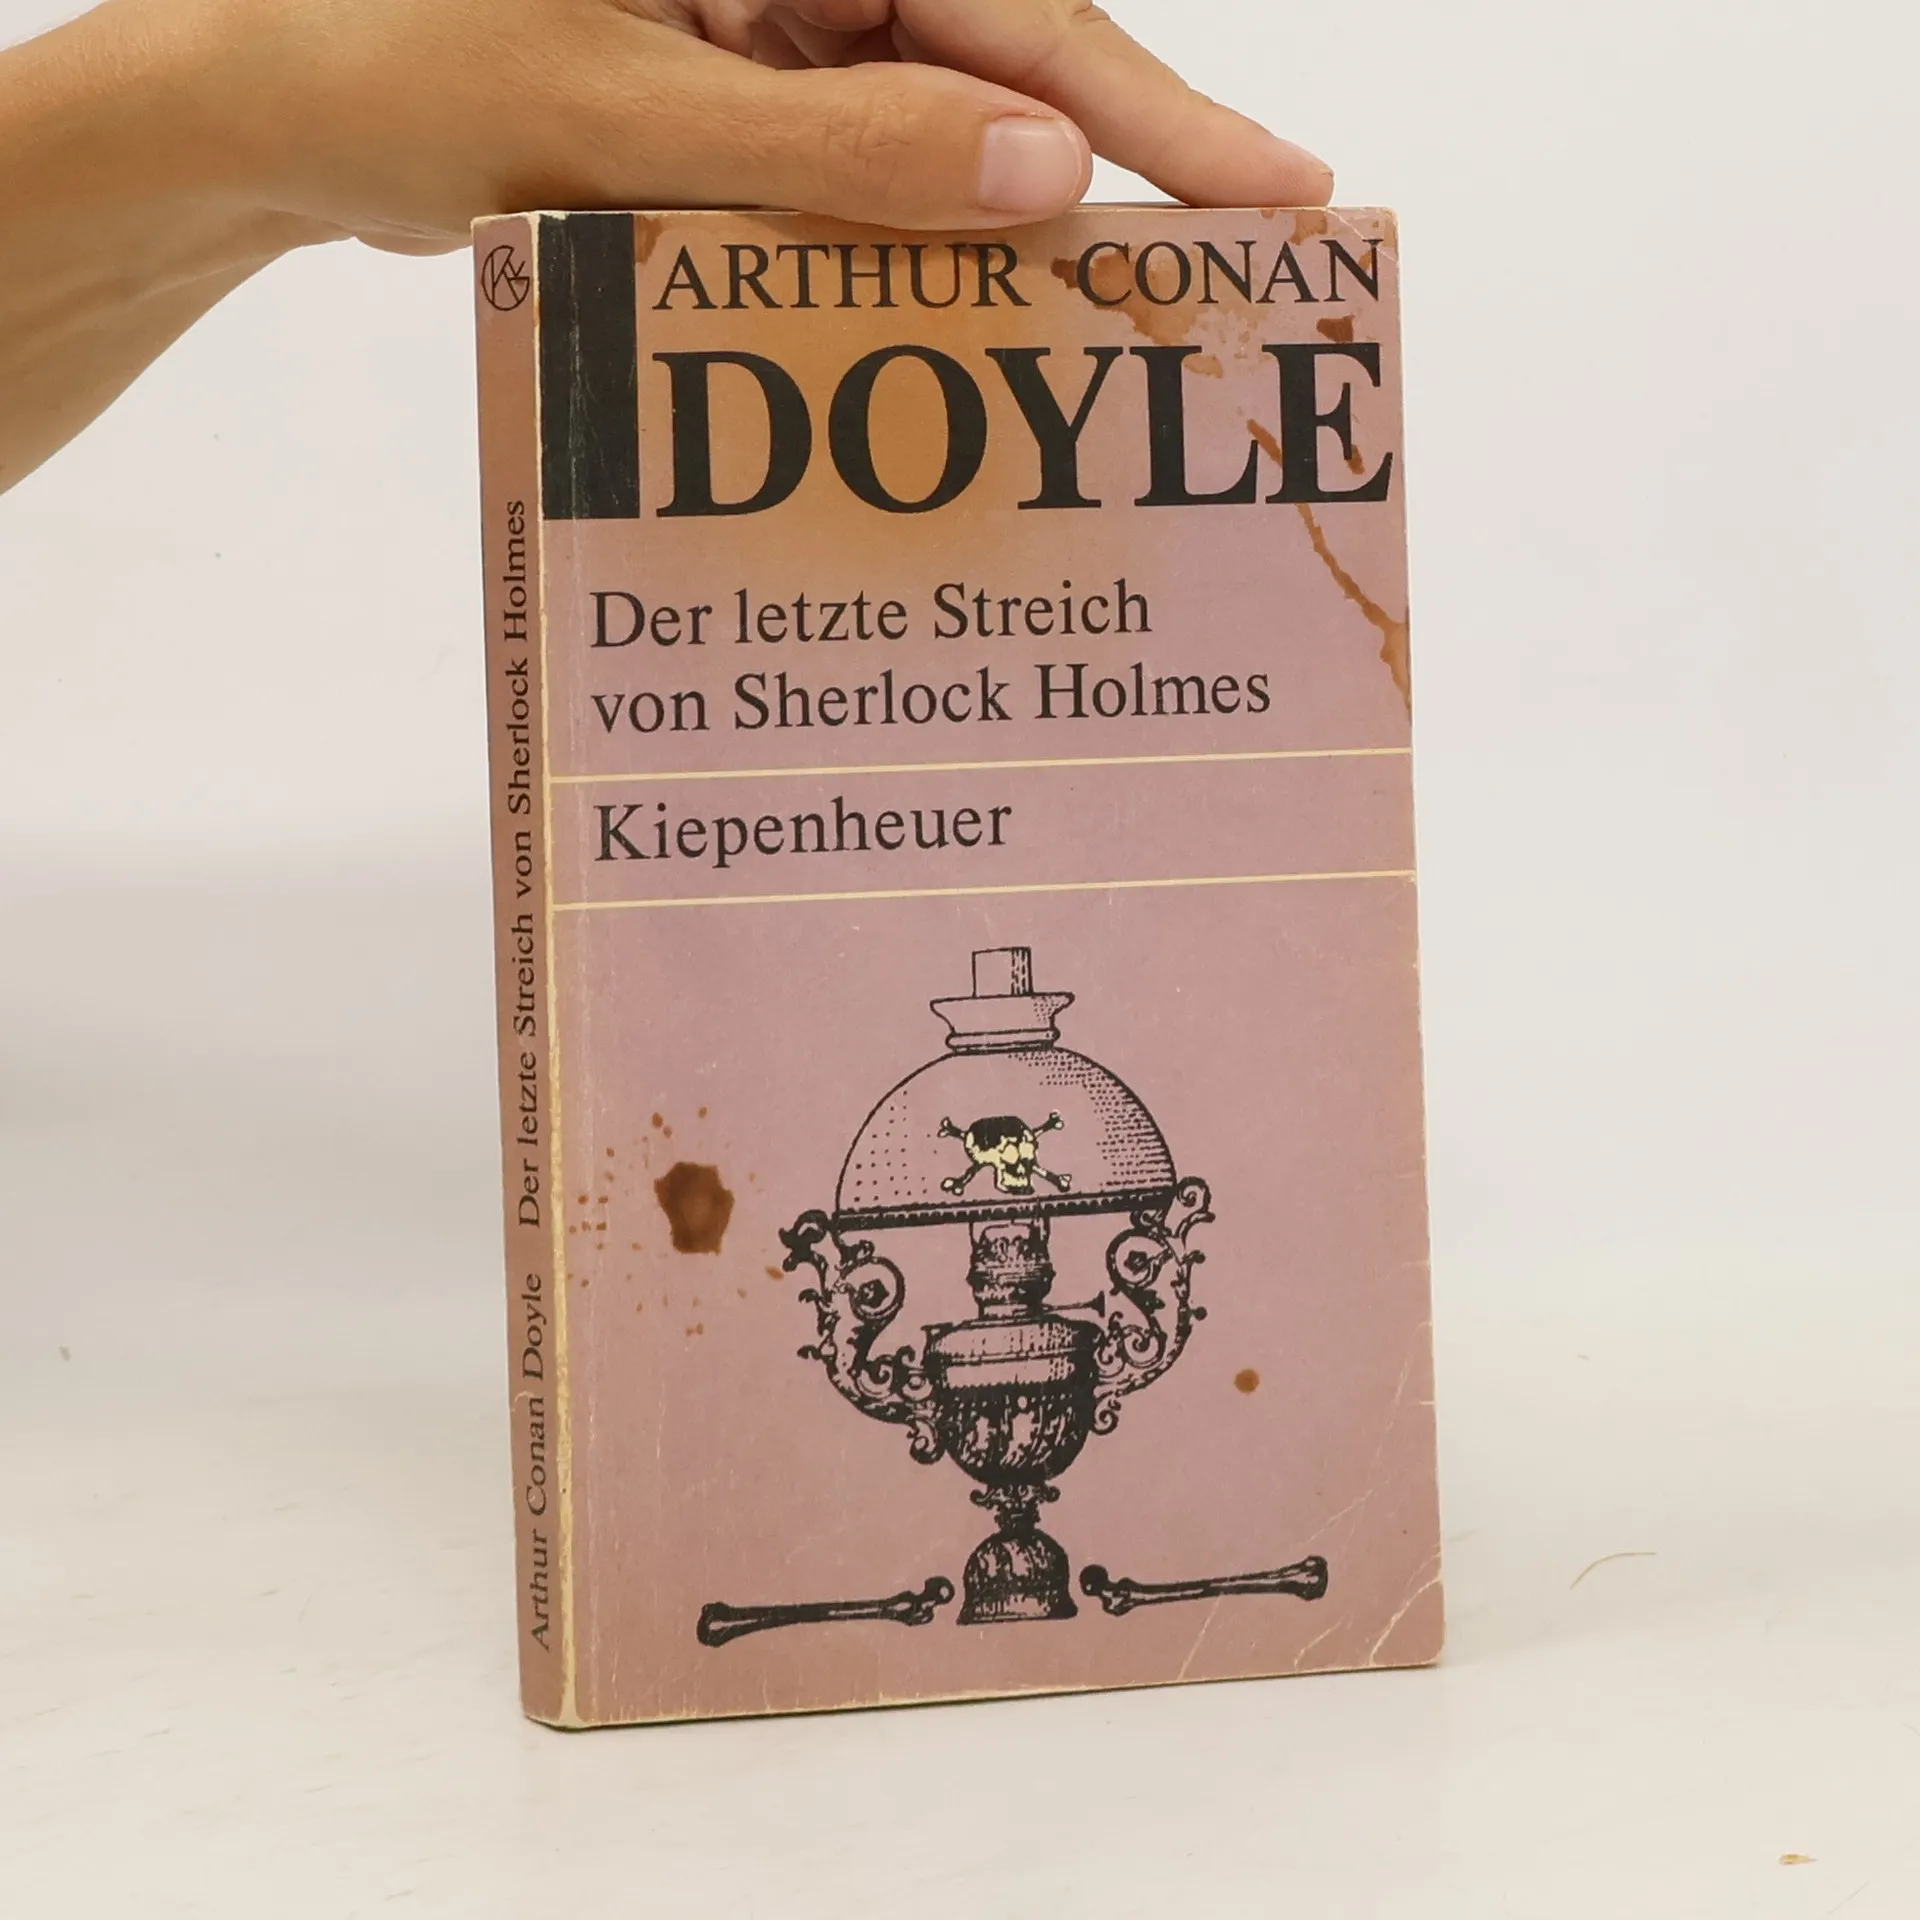 ARTHUR CONAN
DOYLE
Der letzte Streich
von Sherlock Holmes
Kiepenheuer
Arthur Conan Doyle Der letzte Streich von Sherlock Holmes